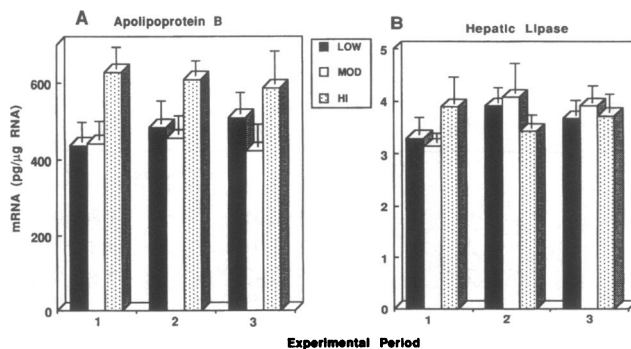 A Apolipoprotein B
mRNA (pg/μg RNA)
600
400
200
0
1 2 3
LOW
MOD
HI
B Hepatic Lipase
5
4
3
2
1
0
1 2 3
Experimental Period